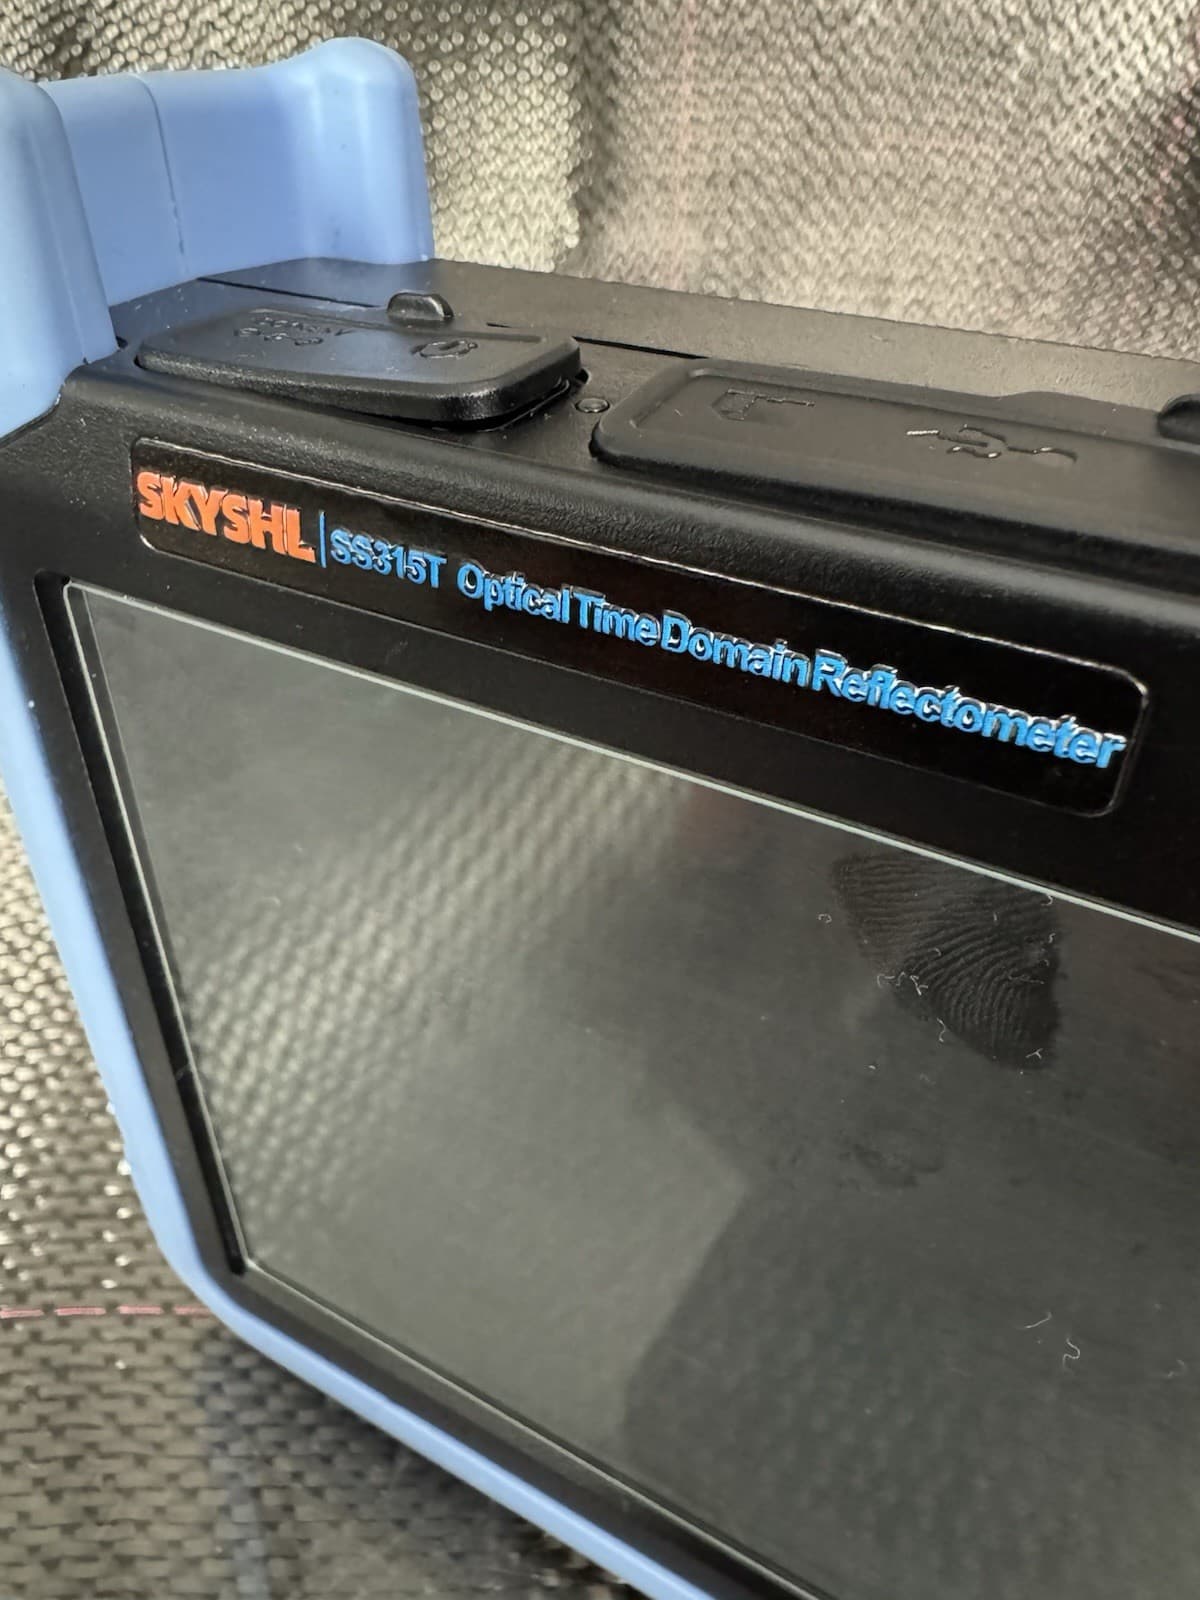 SKYSHL | SS315T Optical Time Domain Reflectometer